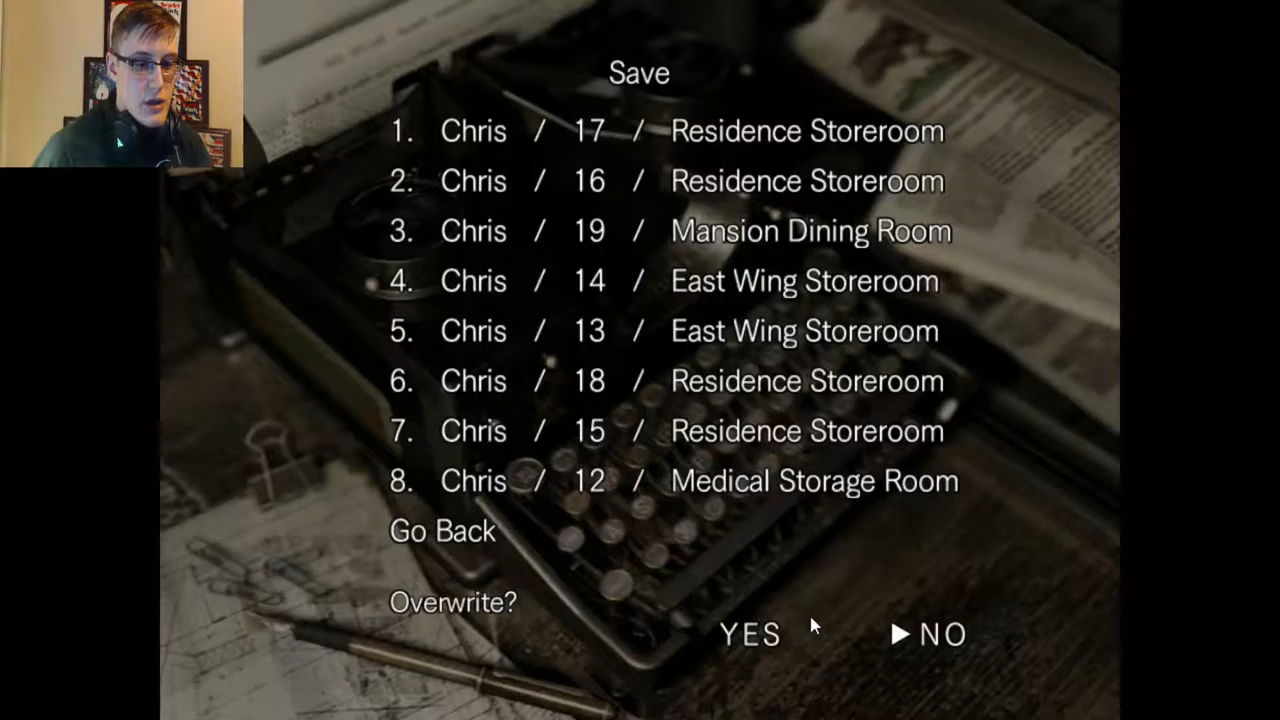 Save
1. Chris / 17 / Residence Storeroom
2. Chris / 16 / Residence Storeroom
3. Chris / 19 / Mansion Dining Room
4. Chris / 14 / East Wing Storeroom
5. Chris / 13 / East Wing Storeroom
6. Chris / 18 / Residence Storeroom
7. Chris / 15 / Residence Storeroom
8. Chris / 12 / Medical Storage Room
Go Back
Overwrite?
YES ▶NO